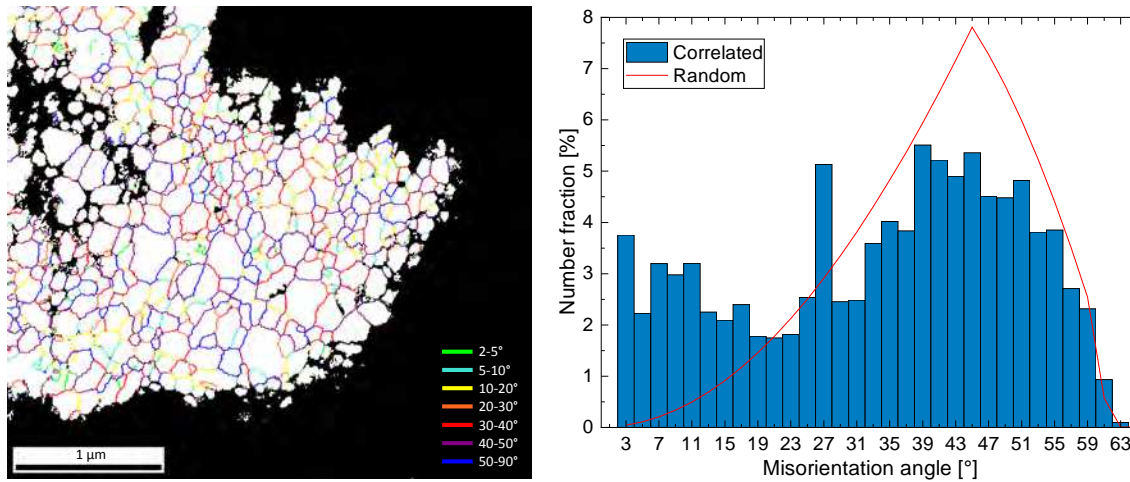 2-5°
5-10°
10-20°
20-30°
30-40°
40-50°
50-90°
1 µm
8
7
6
5
4
3
2
1
0
Number fraction [%]
Correlated
Random
3 7 11 15 19 23 27 31 35 39 43 47 51 55 59 63
Misorientation angle [°]